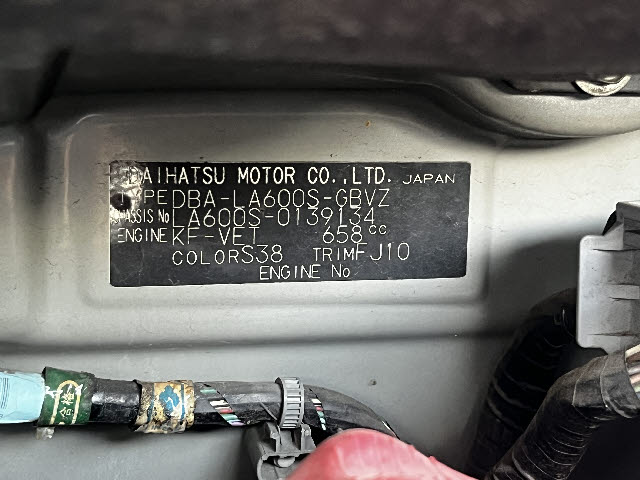 DAIHATSU MOTOR CO.,LTD. JAPAN
TYPE DBA-LA600S-GBVZ
CHASSIS No LA600S-0139134
ENGINE KF-VET 658cc
COLOR S38 TRIM FJ10
ENGINE No